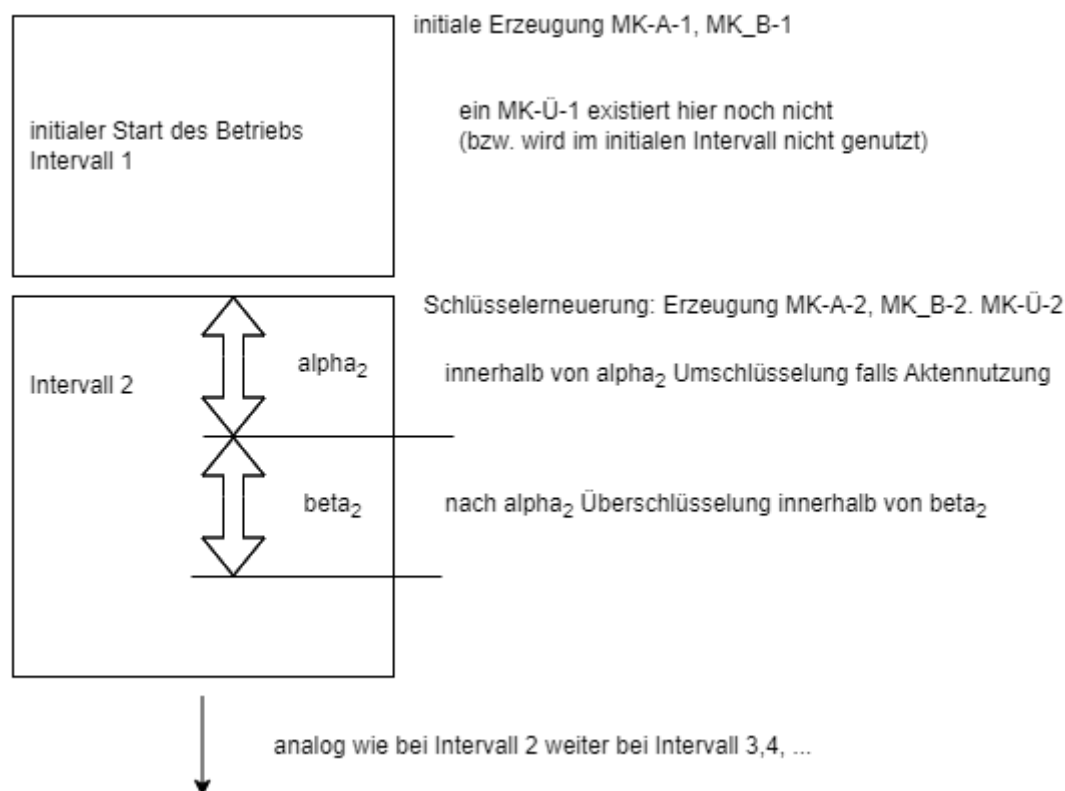 initiale Erzeugung MK-A-1, MK_B-1
ein MK-Ü-1 existiert hier noch nicht
(bzw. wird im initialen Intervall nicht genutzt)
initialer Start des Betriebs
Intervall 1
Schlüsselerneuerung: Erzeugung MK-A-2, MK_B-2. MK-Ü-2
alpha₂
innerhalb von alpha₂ Umschlüsselung falls Aktennutzung
Intervall 2
beta₂
nach alpha₂ Überschlüsselung innerhalb von beta₂
analog wie bei Intervall 2 weiter bei Intervall 3,4, ...